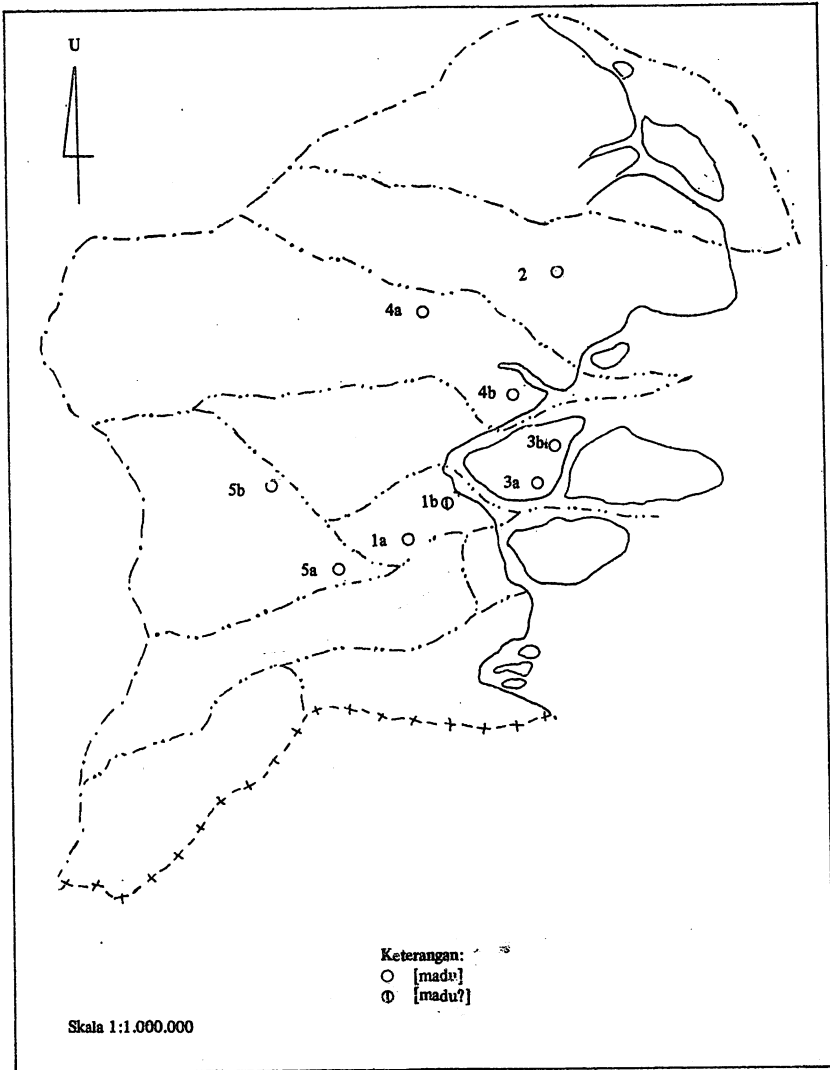 U
2
4a
4b
3b
3a
5b
1b
1a
5a
Keterangan:
[madu]
[madu?]
Skala 1:1.000.000